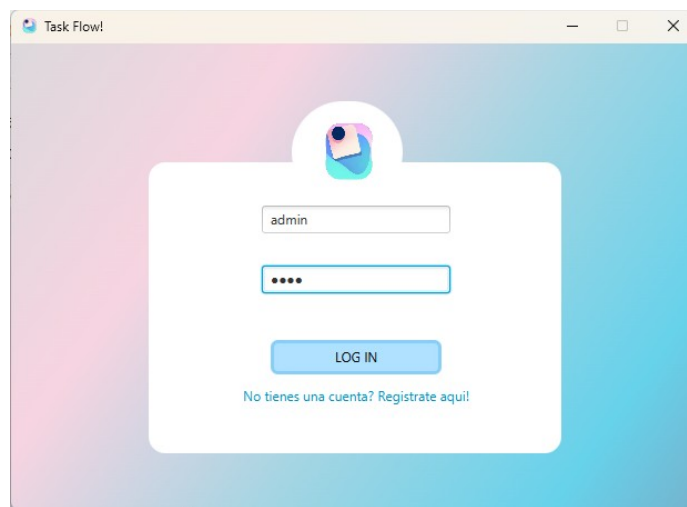 Task Flow!
admin
••••
LOG IN
No tienes una cuenta? Registrate aqui!